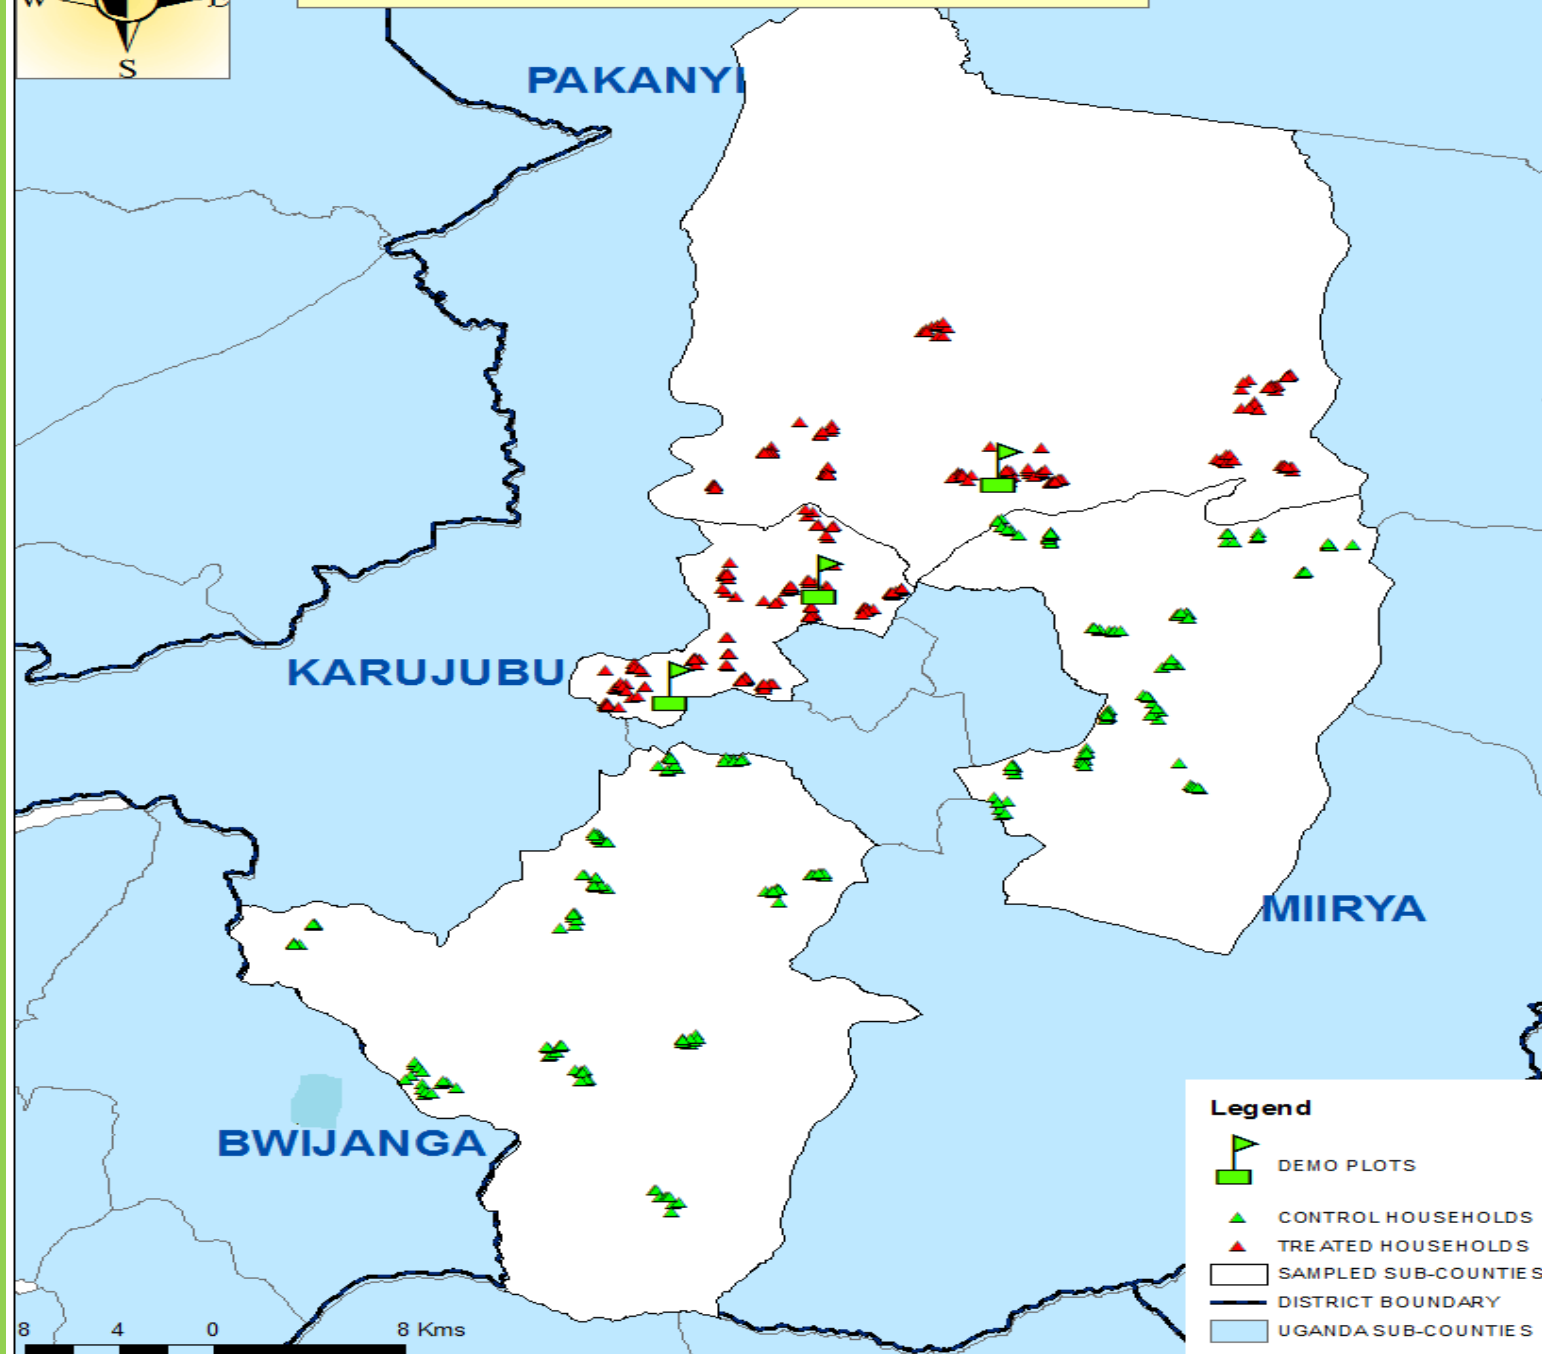 S
PAKANYI
KARUJUBU
MIIRYA
BWIJANGA
Legend
DEMO PLOTS
CONTROL HOUSEHOLDS
TREATED HOUSEHOLDS
SAMPLED SUB-COUNTIES
DISTRICT BOUNDARY
UGANDA SUB-COUNTIES
8 4 0 8 Kms